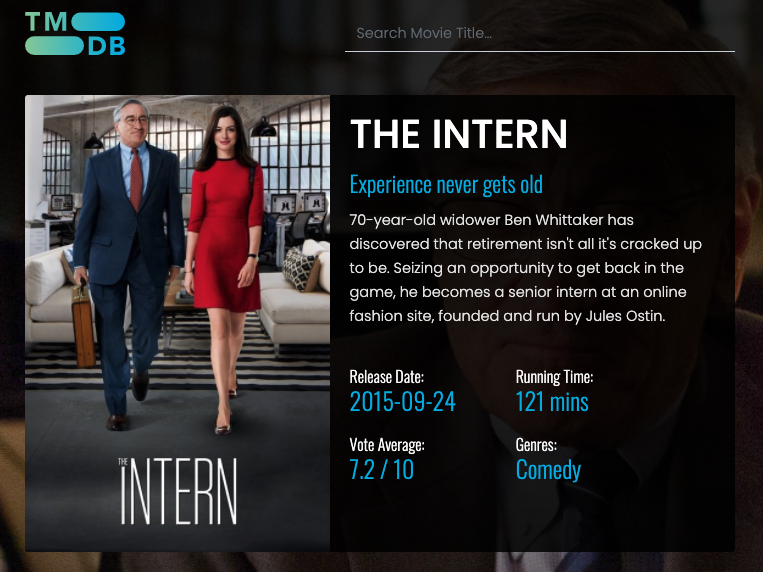 TM
DB
Search Movie Title...
THE INTERN
Experience never gets old
70-year-old widower Ben Whittaker has
discovered that retirement isn't all it's cracked up
to be. Seizing an opportunity to get back in the
game, he becomes a senior intern at an online
fashion site, founded and run by Jules Ostin.
Release Date:
Running Time:
2015-09-24
121 mins
Vote Average:
Genres:
7.2 / 10
Comedy
THE
INTERN